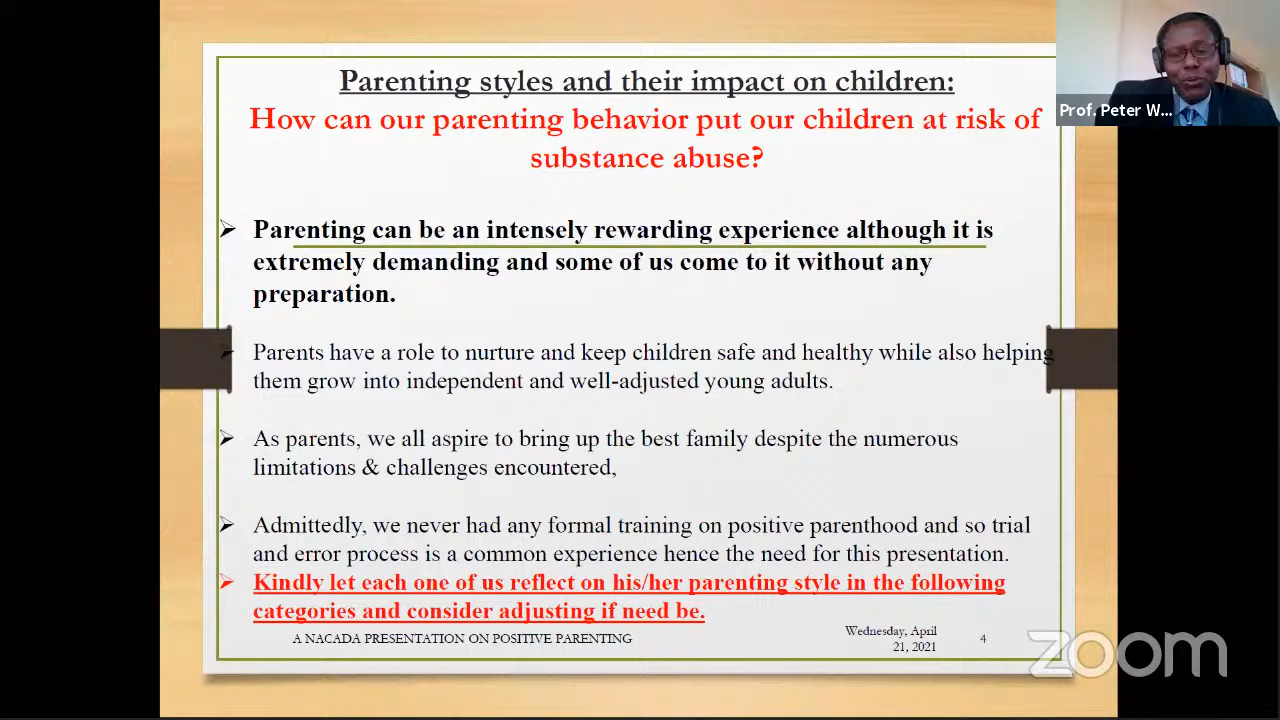 Parenting styles and their impact on children:
How can our parenting behavior put our children at risk of
substance abuse?
Prof. Peter W...
➢ Parenting can be an intensely rewarding experience although it is
extremely demanding and some of us come to it without any
preparation.
➢ Parents have a role to nurture and keep children safe and healthy while also helping
them grow into independent and well-adjusted young adults.
➢ As parents, we all aspire to bring up the best family despite the numerous
limitations & challenges encountered,
➢ Admittedly, we never had any formal training on positive parenthood and so trial
and error process is a common experience hence the need for this presentation.
➢ Kindly let each one of us reflect on his/her parenting style in the following
categories and consider adjusting if need be.
A NACADA PRESENTATION ON POSITIVE PARENTING
Wednesday, April
21, 2021
4
zoom